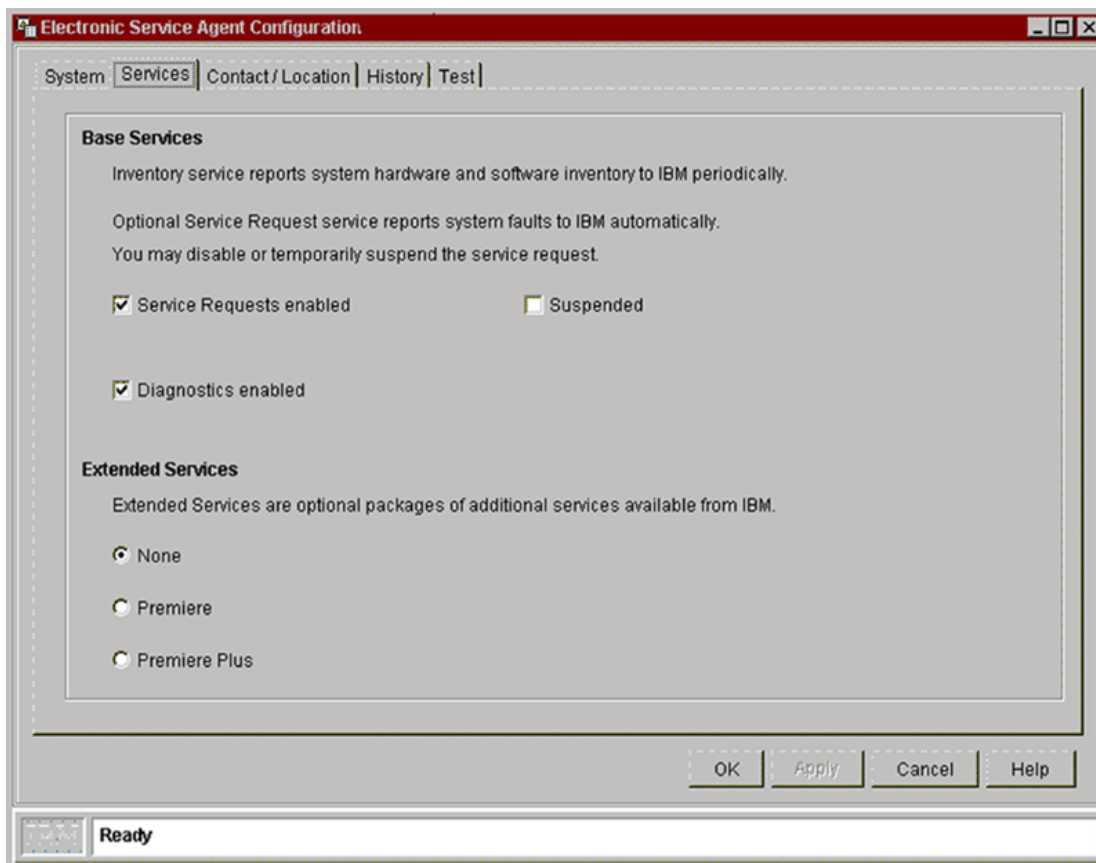 Electronic Service Agent Configuration
System Services Contact / Location History Test
Base Services
Inventory service reports system hardware and software inventory to IBM periodically.
Optional Service Request service reports system faults to IBM automatically.
You may disable or temporarily suspend the service request.
Service Requests enabled Suspended
Diagnostics enabled
Extended Services
Extended Services are optional packages of additional services available from IBM.
None
Premiere
Premiere Plus
OK Apply Cancel Help
Ready